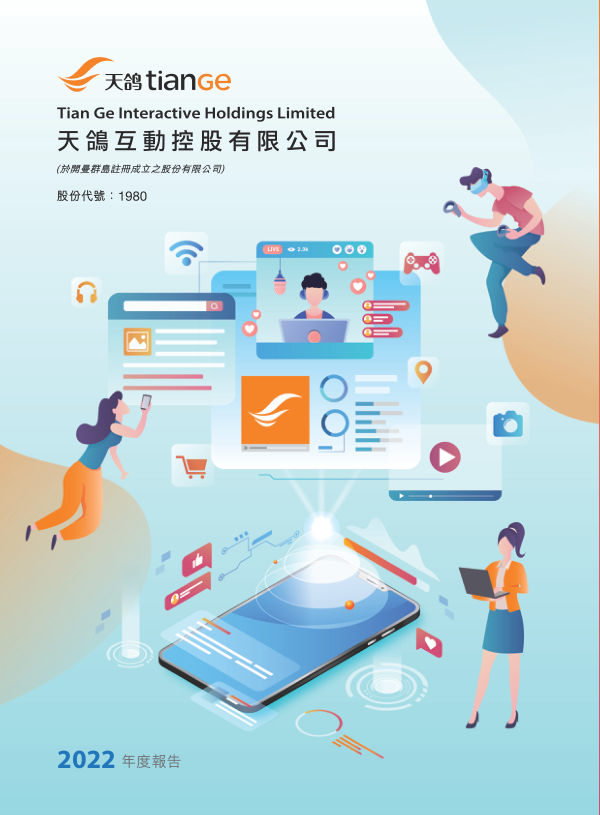 天鴿 tianGe
Tian Ge Interactive Holdings Limited
天鴿互動控股有限公司
(於開曼群島註冊成立之股份有限公司)
股份代號：1980
LIVE 2.3k
2022 年度報告